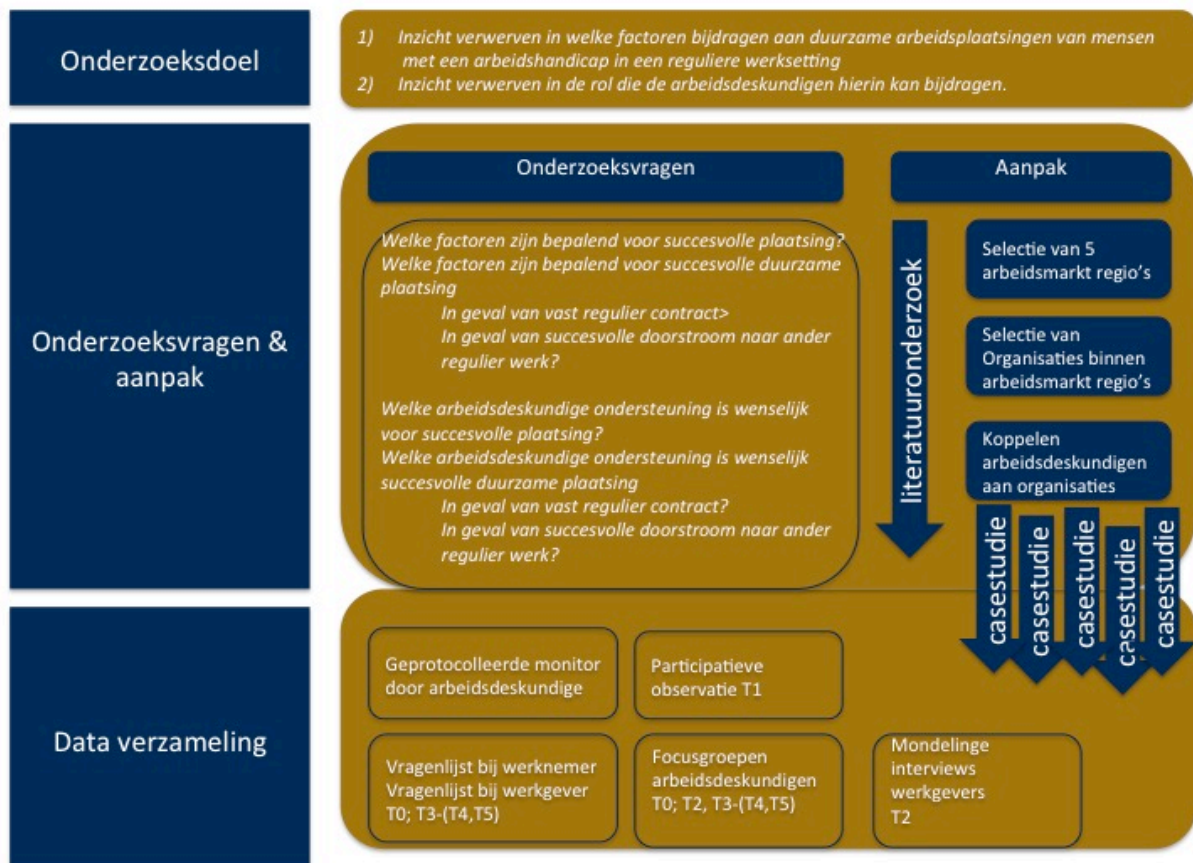 Onderzoeksdoel
1) Inzicht verwerven in welke factoren bijdragen aan duurzame arbeidsplaatsingen van mensen
met een arbeidshandicap in een reguliere werksetting
2) Inzicht verwerven in de rol die de arbeidsdeskundigen hierin kan bijdragen.
Onderzoeksvragen &
aanpak
Onderzoeksvragen
Welke factoren zijn bepalend voor succesvolle plaatsing?
Welke factoren zijn bepalend voor succesvolle duurzame
plaatsing
In geval van vast regulier contract>
In geval van succesvolle doorstroom naar ander
regulier werk?
Welke arbeidsdeskundige ondersteuning is wenselijk
voor succesvolle plaatsing?
Welke arbeidsdeskundige ondersteuning is wenselijk
succesvolle duurzame plaatsing
In geval van vast regulier contract?
In geval van succesvolle doorstroom naar ander
regulier werk?
Aanpak
literatuuronderzoek
Selectie van 5
arbeidsmarkt regio's
Selectie van
Organisaties binnen
arbeidsmarkt regio's
Koppelen
arbeidsdeskundigen
aan organisaties
casestudie
casestudie
casestudie
casestudie
casestudie
Data verzameling
Geprotocolleerde monitor
door arbeidsdeskundige
Participatieve
observatie T1
Vragenlijst bij werknemer
Vragenlijst bij werkgever
T0; T3-(T4,T5)
Focusgroepen
arbeidsdeskundigen
T0; T2, T3-(T4,T5)
Mondelinge
interviews
werkgevers
T2